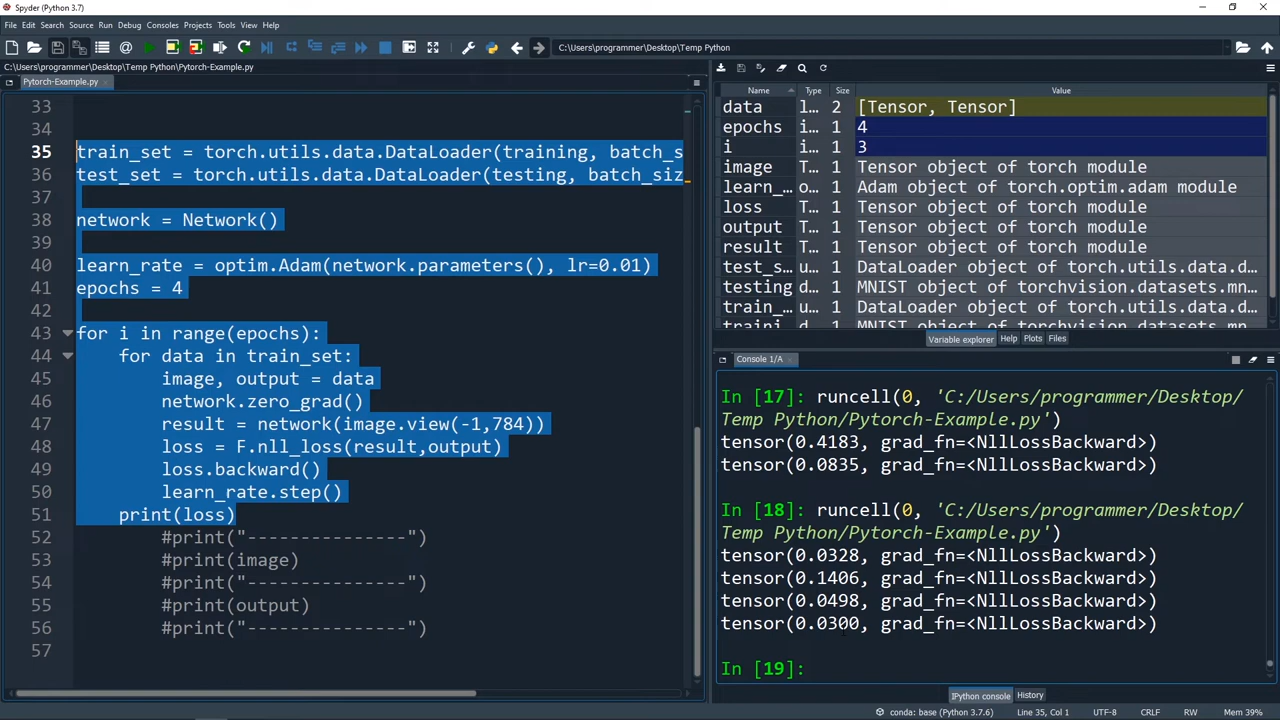 Spyder (Python 3.7)
File Edit Search Source Run Debug Consoles Projects Tools View Help
C:\Users\programmer\Desktop\Temp Python
C:\Users\programmer\Desktop\Temp Python\Pytorch-Example.py
Pytorch-Example.py
33
34
35 train_set = torch.utils.data.DataLoader(training, batch_s
36 test_set = torch.utils.data.DataLoader(testing, batch_siz
37
38 network = Network()
39
40 learn_rate = optim.Adam(network.parameters(), lr=0.01)
41 epochs = 4
42
43 for i in range(epochs):
44 for data in train_set:
45 image, output = data
46 network.zero_grad()
47 result = network(image.view(-1,784))
48 loss = F.nll_loss(result,output)
49 loss.backward()
50 learn_rate.step()
51 print(loss)
52 #print("---------------")
53 #print(image)
54 #print("---------------")
55 #print(output)
56 #print("---------------")
57
Name Type Size Value
data l... 2 [Tensor, Tensor]
epochs i... 1 4
i i... 1 3
image T... 1 Tensor object of torch module
learn_... o... 1 Adam object of torch.optim.adam module
loss T... 1 Tensor object of torch module
output T... 1 Tensor object of torch module
result T... 1 Tensor object of torch module
test_s... u... 1 DataLoader object of torch.utils.data.d...
testing d... 1 MNIST object of torchvision.datasets.mn...
train_... u... 1 DataLoader object of torch.utils.data.d...
traini... d... 1 MNIST object of torchvision.datasets.mn...
Variable explorer Help Plots Files
Console 1/A
In [17]: runcell(0, 'C:/Users/programmer/Desktop/
Temp Python/Pytorch-Example.py')
tensor(0.4183, grad_fn=<NllLossBackward>)
tensor(0.0835, grad_fn=<NllLossBackward>)
In [18]: runcell(0, 'C:/Users/programmer/Desktop/
Temp Python/Pytorch-Example.py')
tensor(0.0328, grad_fn=<NllLossBackward>)
tensor(0.1406, grad_fn=<NllLossBackward>)
tensor(0.0498, grad_fn=<NllLossBackward>)
tensor(0.0300, grad_fn=<NllLossBackward>)
In [19]:
IPython console History
conda: base (Python 3.7.6) Line 35, Col 1 UTF-8 CRLF RW Mem 39%